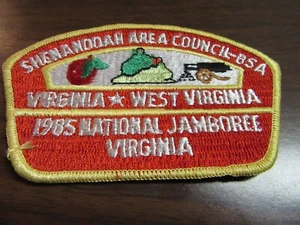 SHENANDOAH AREA COUNCIL-BSA
VIRGINIA ★ WEST VIRGINIA
1985 NATIONAL JAMBOREE
VIRGINIA